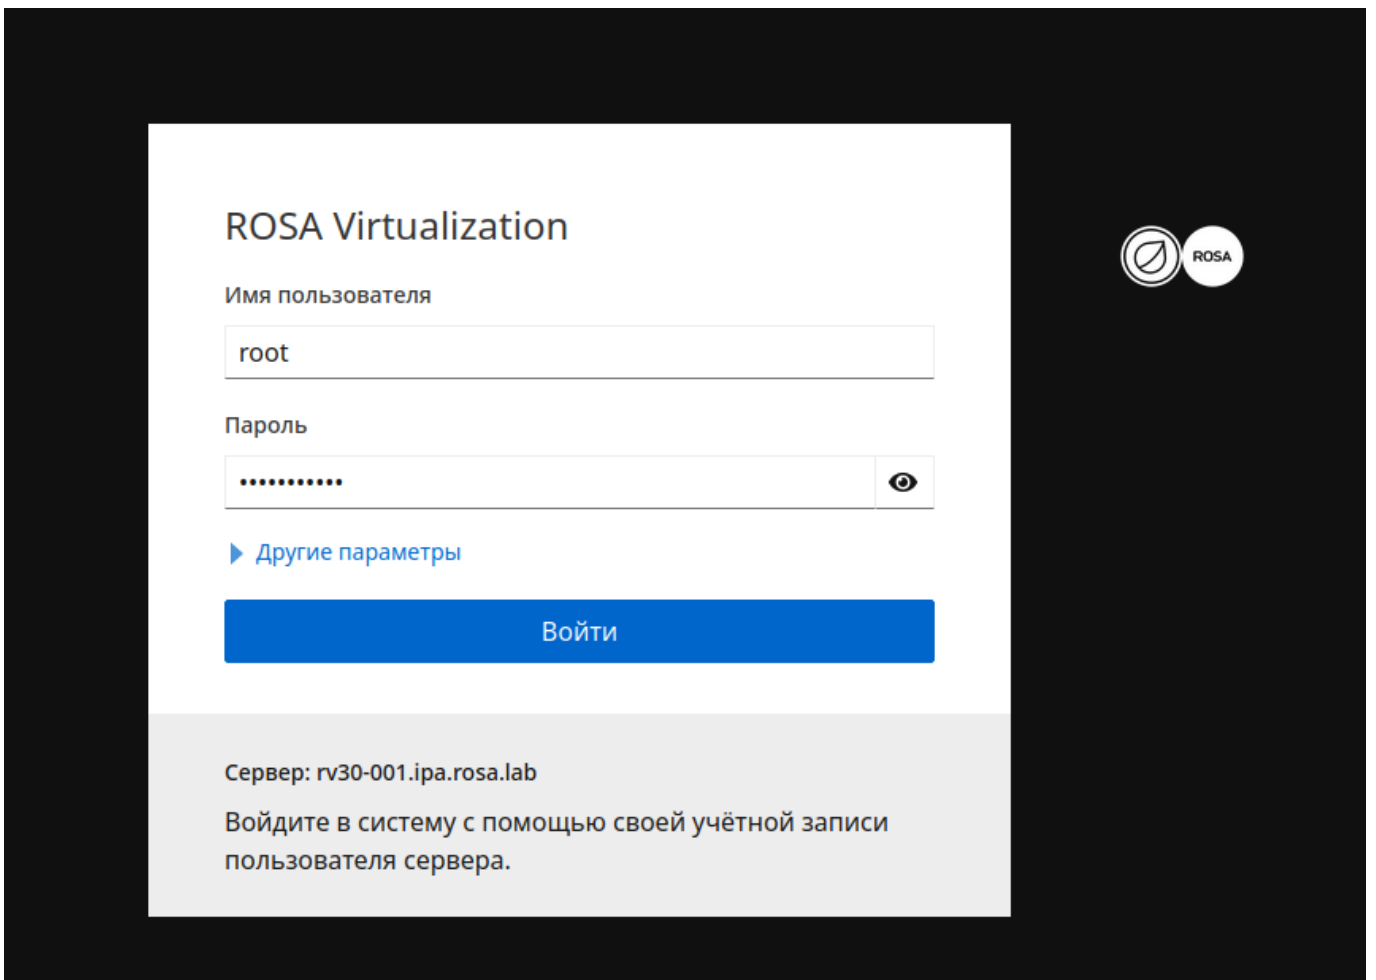 ROSA Virtualization
Имя пользователя
root
Пароль
•••••••••••
Другие параметры
Войти
Сервер: rv30-001.ipa.rosa.lab
Войдите в систему с помощью своей учётной записи
пользователя сервера.
ROSA